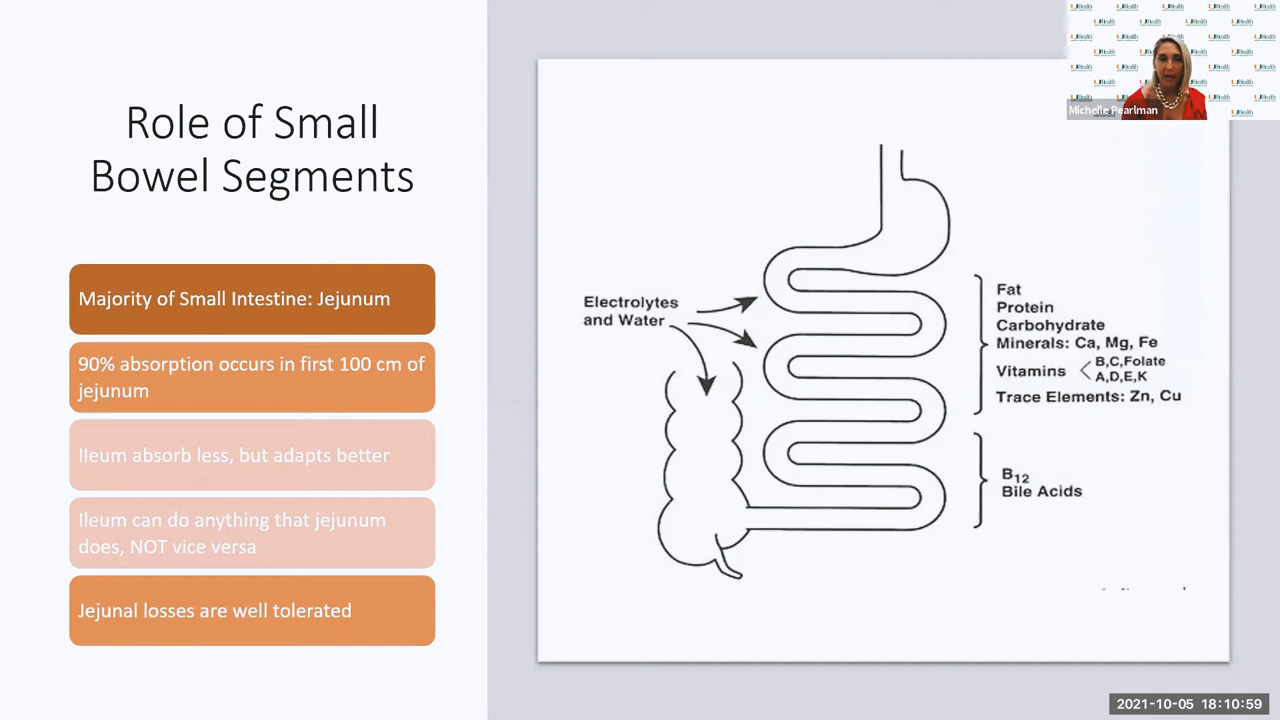 Role of Small
Bowel Segments
Majority of Small Intestine: Jejunum
90% absorption occurs in first 100 cm of
jejunum
Ileum absorb less, but adapts better
Ileum can do anything that jejunum
does, NOT vice versa
Jejunal losses are well tolerated
Electrolytes
and Water
Fat
Protein
Carbohydrate
Minerals: Ca, Mg, Fe
Vitamins < B,C,Folate
A,D,E,K
Trace Elements: Zn, Cu
B12
Bile Acids
Michelle Pearlman
2021-10-05 18:10:59